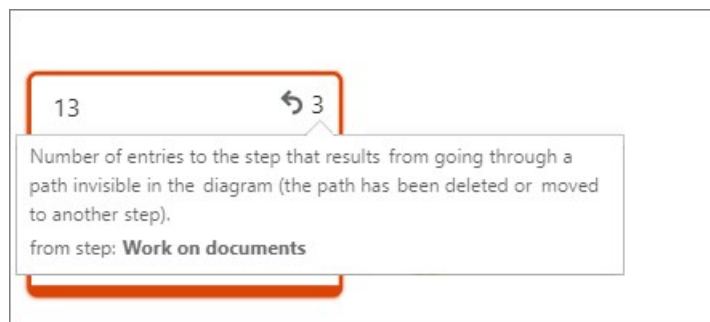 13 3
Number of entries to the step that results from going through a
path invisible in the diagram (the path has been deleted or moved
to another step).
from step: Work on documents